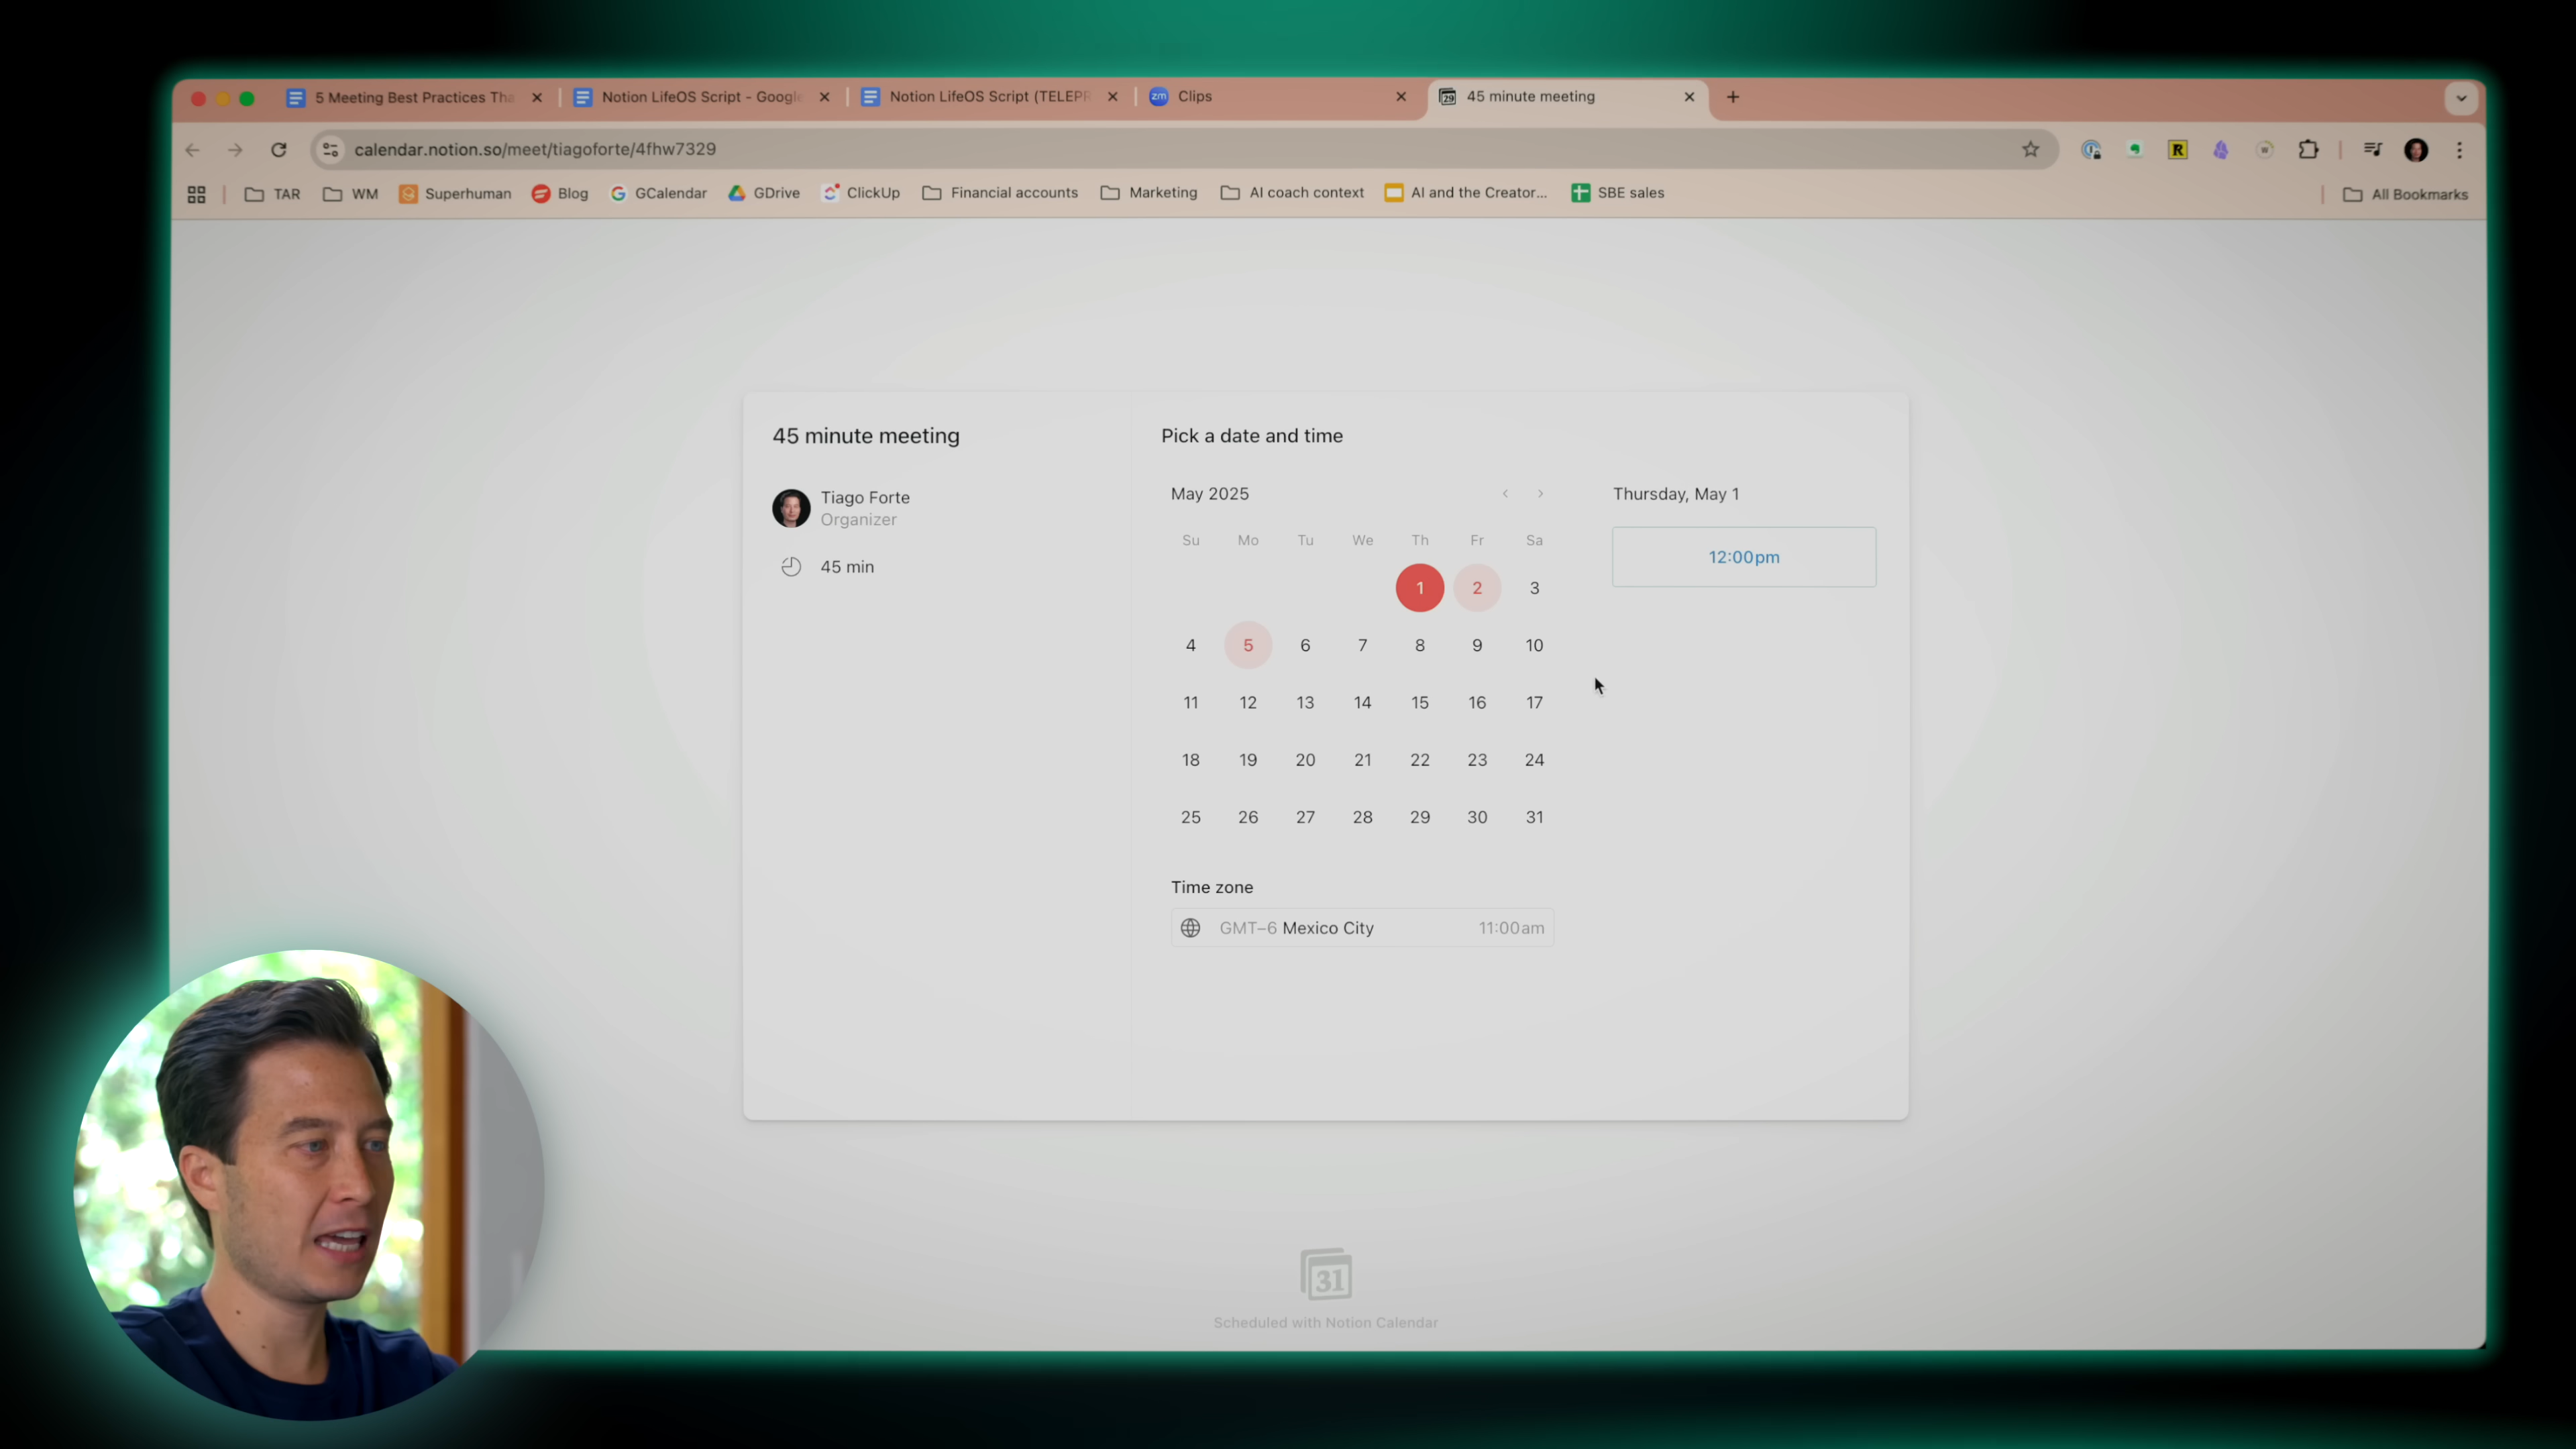 5 Meeting Best Practices Tha
Notion LifeOS Script - Google
Notion LifeOS Script (TELEPR
zm Clips
29 45 minute meeting
calendar.notion.so/meet/tiagoforte/4fhw7329
R
TAR
WM
Superhuman
Blog
GCalendar
GDrive
ClickUp
Financial accounts
Marketing
AI coach context
AI and the Creator...
SBE sales
All Bookmarks
45 minute meeting
Tiago Forte
Organizer
45 min
Pick a date and time
May 2025
Su Mo Tu We Th Fr Sa
1 2 3
4 5 6 7 8 9 10
11 12 13 14 15 16 17
18 19 20 21 22 23 24
25 26 27 28 29 30 31
Thursday, May 1
12:00pm
Time zone
GMT-6 Mexico City 11:00am
31
Scheduled with Notion Calendar